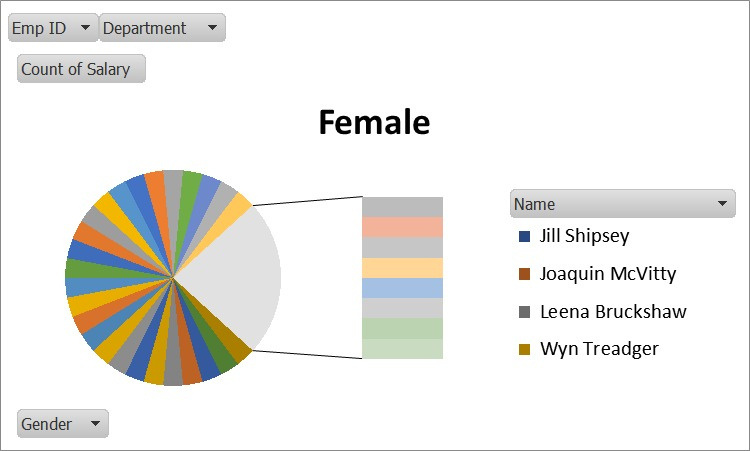 Emp ID Department
Count of Salary
Female
Name
Jill Shipsey
Joaquin McVitty
Leena Bruckshaw
Wyn Treadger
Gender